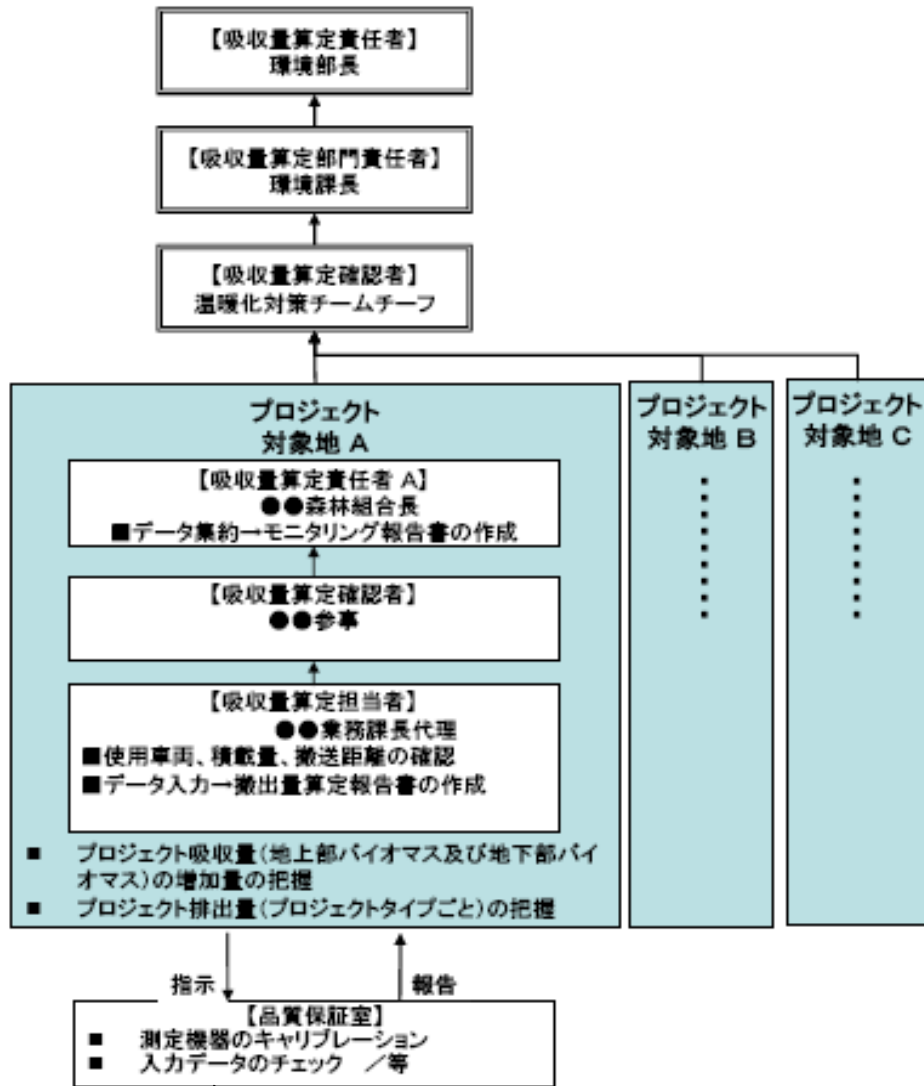 【吸収量算定責任者】
環境部長
【吸収量算定部門責任者】
環境課長
【吸収量算定確認者】
温暖化対策チームチーフ
プロジェクト
対象地 A
【吸収量算定責任者 A】
●●森林組合長
■データ集約→モニタリング報告書の作成
【吸収量算定確認者】
●●参事
【吸収量算定担当者】
●●業務課長代理
■使用車両、積載量、搬送距離の確認
■データ入力→搬出量算定報告書の作成
■ プロジェクト吸収量(地上部バイオマス及び地下部バイ
オマス)の増加量の把握
■ プロジェクト排出量(プロジェクトタイプごと)の把握
プロジェクト
対象地 B
プロジェクト
対象地 C
指示
報告
【品質保証室】
■ 測定機器のキャリブレーション
■ 入力データのチェック ／等